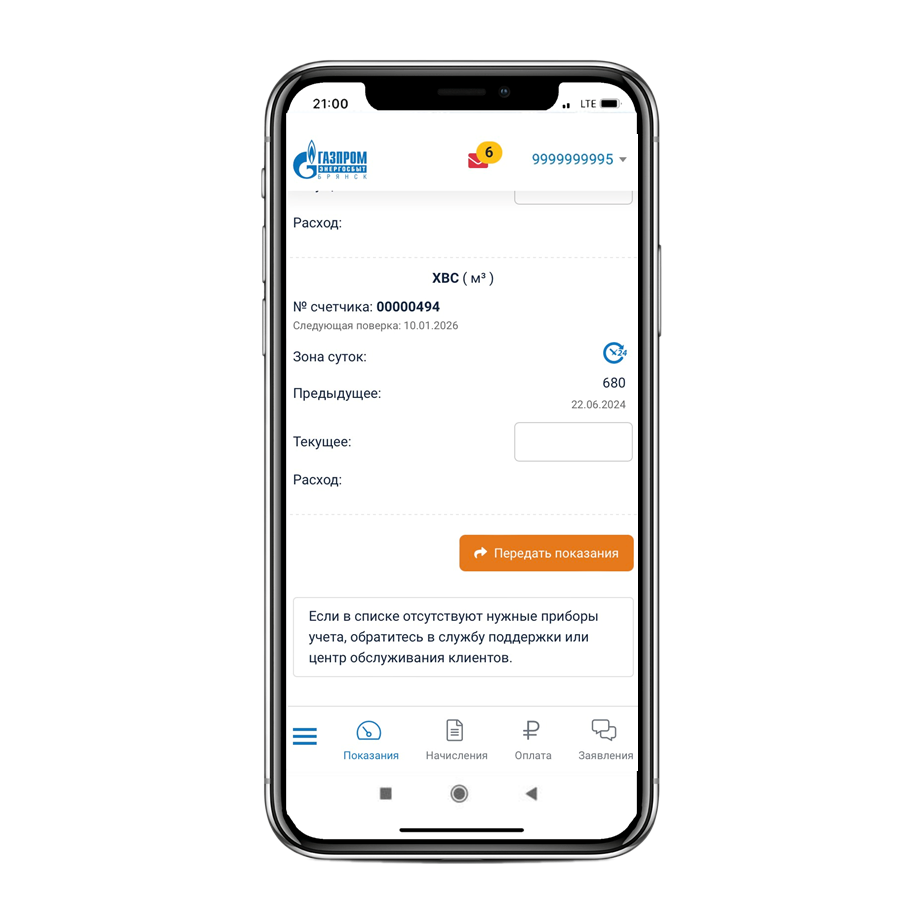 21:00
LTE
ГАЗПРОМ
ЭНЕРГОСБЫТ
БРЯНСК
6
9999999995
Расход:
ХВС ( м³ )
№ счетчика: 00000494
Следующая поверка: 10.01.2026
Зона суток:
24
Предыдущее:
680
22.06.2024
Текущее:
Расход:
Передать показания
Если в списке отсутствуют нужные приборы
учета, обратитесь в службу поддержки или
центр обслуживания клиентов.
Показания
Начисления
Оплата
Заявления